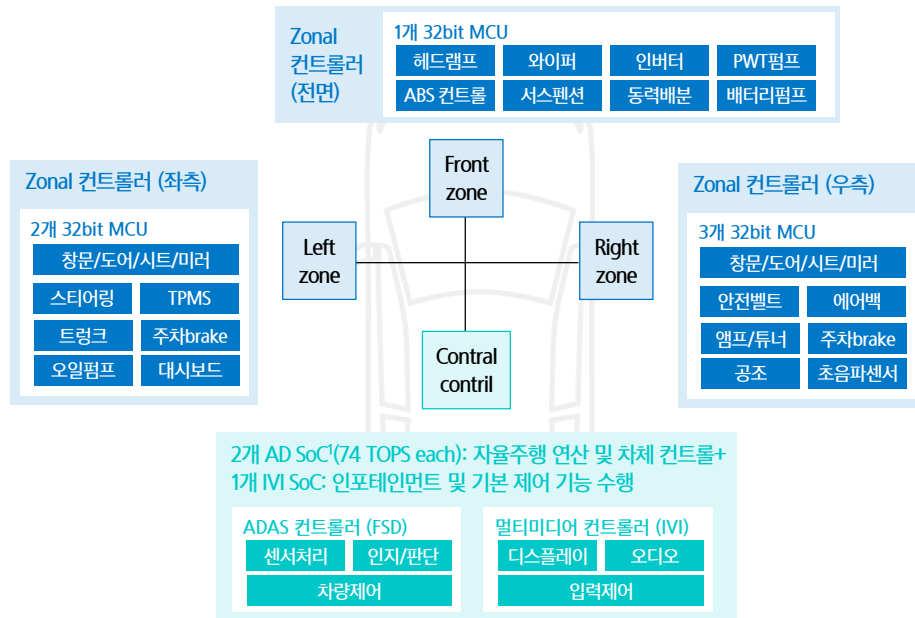 Zonal
컨트롤러
(전면)
1개 32bit MCU
헤드램프
와이퍼
인버터
PWT펌프
ABS 컨트롤
서스펜션
동력배분
배터리펌프
Zonal 컨트롤러 (좌측)
2개 32bit MCU
창문/도어/시트/미러
스티어링
TPMS
트렁크
주차brake
오일펌프
대시보드
Front
zone
Left
zone
Right
zone
Contral
contril
Zonal 컨트롤러 (우측)
3개 32bit MCU
창문/도어/시트/미러
안전벨트
에어백
앰프/튜너
주차brake
공조
초음파센서
2개 AD SoC¹(74 TOPS each): 자율주행 연산 및 차체 컨트롤+
1개 IVI SoC: 인포테인먼트 및 기본 제어 기능 수행
ADAS 컨트롤러 (FSD)
센서처리
인지/판단
차량제어
멀티미디어 컨트롤러 (IVI)
디스플레이
오디오
입력제어